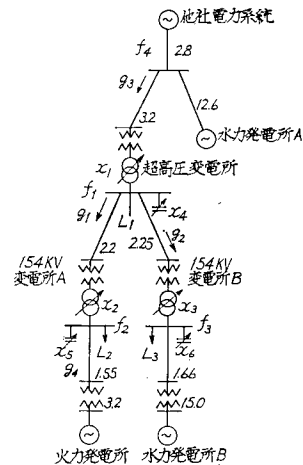 他社電力系統
f4
2.8
g3
12.6
3.2
水力発電所A
x1
超高圧変電所
f1
g1
L1
x4
2.2
2.25
g2
154KV
変電所A
154KV
変電所B
x2
x3
f2
f3
x5
L2
L3
x6
g4
1.55
1.66
3.2
15.0
火力発電所
水力発電所B